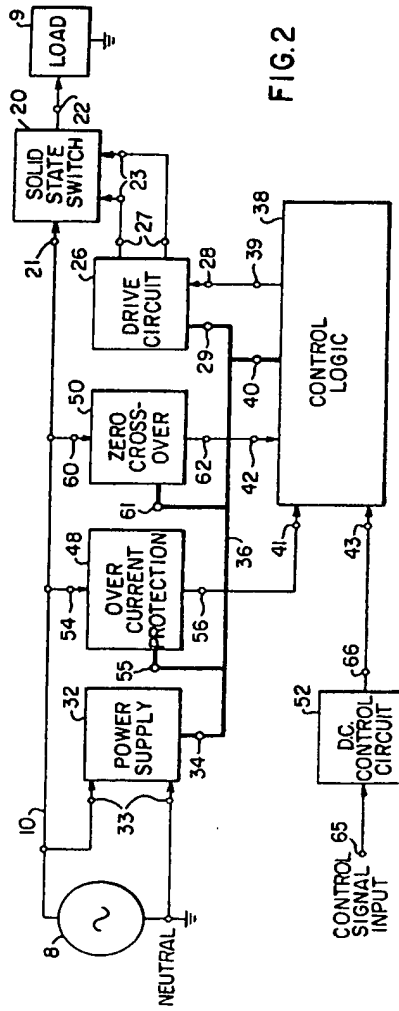 FIG.2
8
NEUTRAL
10
33
32
POWER
SUPPLY
34
54
48
OVER
CURRENT
PROTECTION
55
56
36
60
50
ZERO
CROSS-
OVER
61
62
42
26
DRIVE
CIRCUIT
27
23
28
29
39
40
21
20
SOLID
STATE
SWITCH
22
9
LOAD
38
CONTROL
LOGIC
41
43
CONTROL
SIGNAL
INPUT
65
52
D.C.
CONTROL
CIRCUIT
66